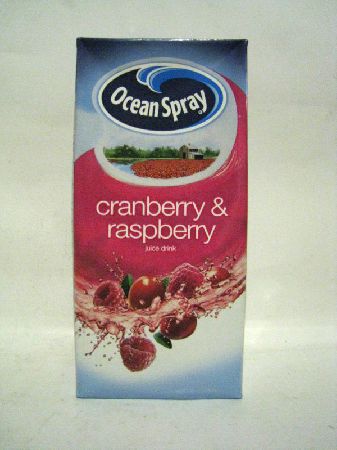 Ocean Spray
cranberry &
raspberry
juice drink